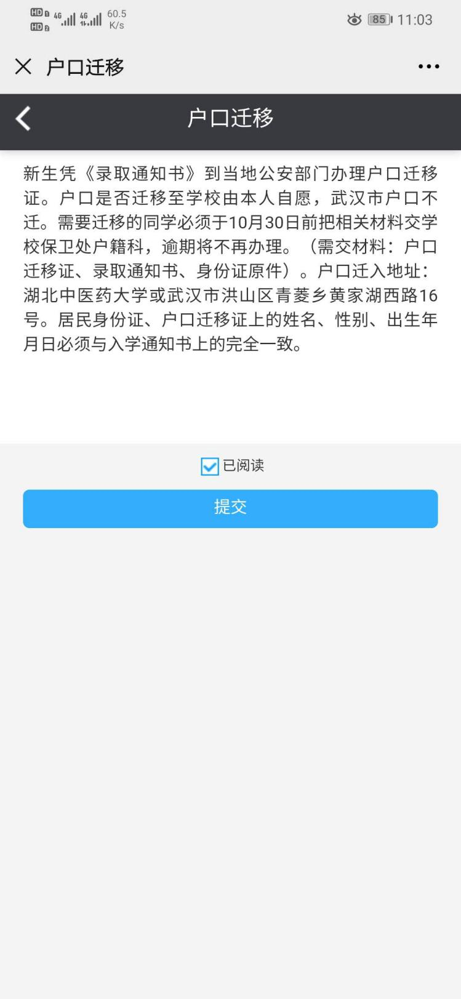 HD 1 4G 4G 60.5
HD 2 K/s
85 11:03
户口迁移
户口迁移
新生凭《录取通知书》到当地公安部门办理户口迁移
证。户口是否迁移至学校由本人自愿，武汉市户口不
迁。需要迁移的同学必须于10月30日前把相关材料交学
校保卫处户籍科，逾期将不再办理。（需交材料：户口
迁移证、录取通知书、身份证原件）。户口迁入地址：
湖北中医药大学或武汉市洪山区青菱乡黄家湖西路16
号。居民身份证、户口迁移证上的姓名、性别、出生年
月日必须与入学通知书上的完全一致。
已阅读
提交